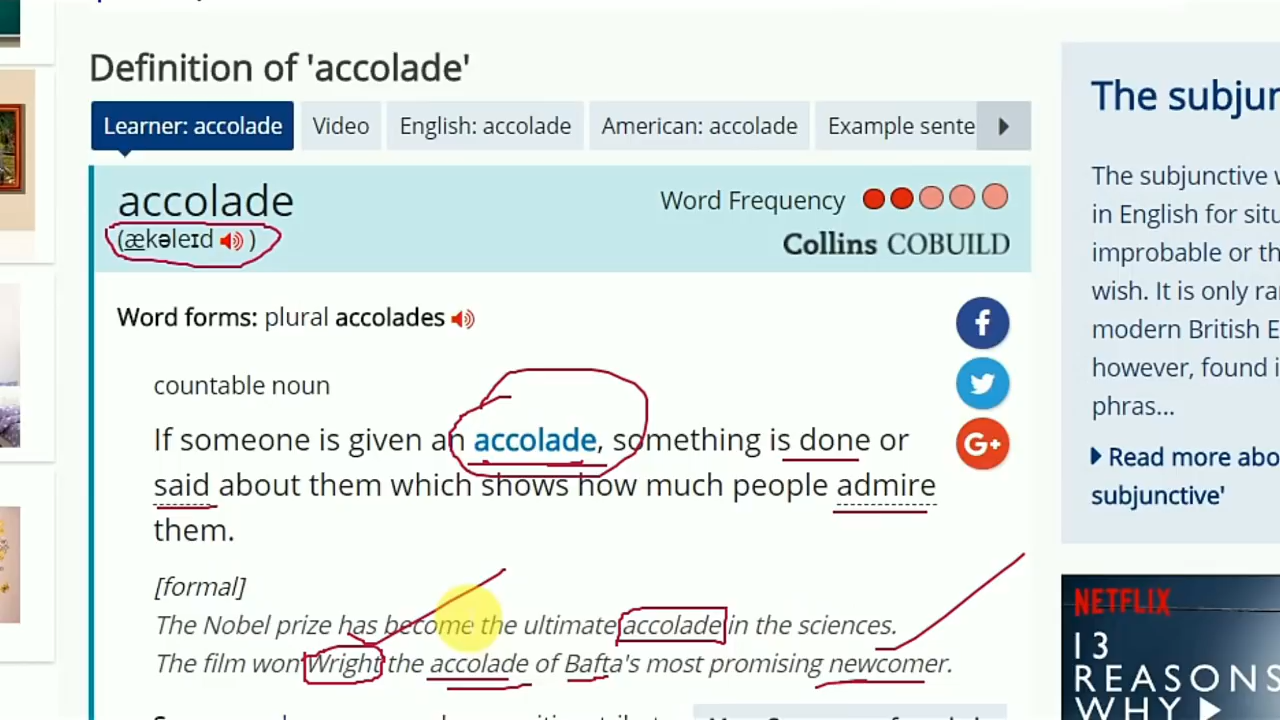 Definition of 'accolade'
Learner: accolade Video English: accolade American: accolade Example sente
accolade
(ækəleɪd )
Word Frequency
Collins COBUILD
Word forms: plural accolades
countable noun
If someone is given an accolade, something is done or
said about them which shows how much people admire
them.
[formal]
The Nobel prize has become the ultimate accolade in the sciences.
The film won Wright the accolade of Bafta's most promising newcomer.
f
G+
The subjun
The subjunctive w
in English for situ
improbable or th
wish. It is only ra
modern British E
however, found i
phras...
Read more abo
subjunctive'
NETFLIX
13
REASONS
WHY